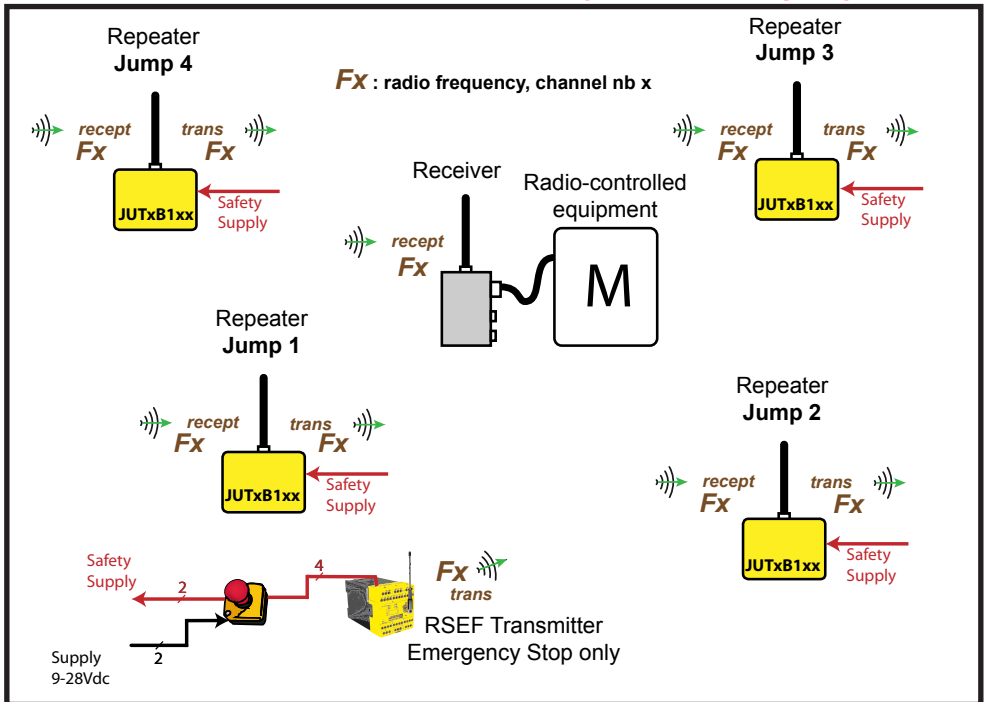 Repeater
Jump 4
Repeater
Jump 3
Fx : radio frequency, channel nb x
recept
Fx
trans
Fx
JUTxB1xx
Safety
Supply
recept
Fx
trans
Fx
JUTxB1xx
Safety
Supply
Receiver
Radio-controlled
equipment
recept
Fx
M
Repeater
Jump 1
recept
Fx
trans
Fx
JUTxB1xx
Safety
Supply
Repeater
Jump 2
recept
Fx
trans
Fx
JUTxB1xx
Safety
Supply
Safety
Supply
2
4
Fx
trans
RSEF Transmitter
Emergency Stop only
Supply
9-28Vdc
2